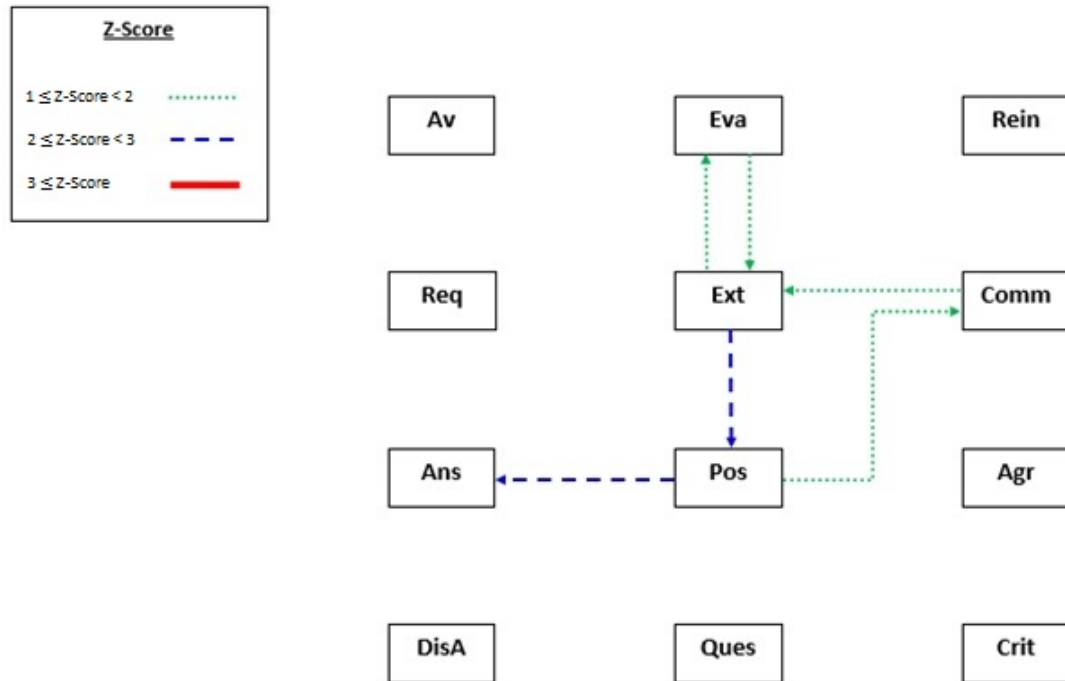 Z-Score
1 ≤ Z-Score < 2
2 ≤ Z-Score < 3
3 ≤ Z-Score
Av Eva Rein
Req Ext Comm
Ans Pos Agr
DisA Ques Crit